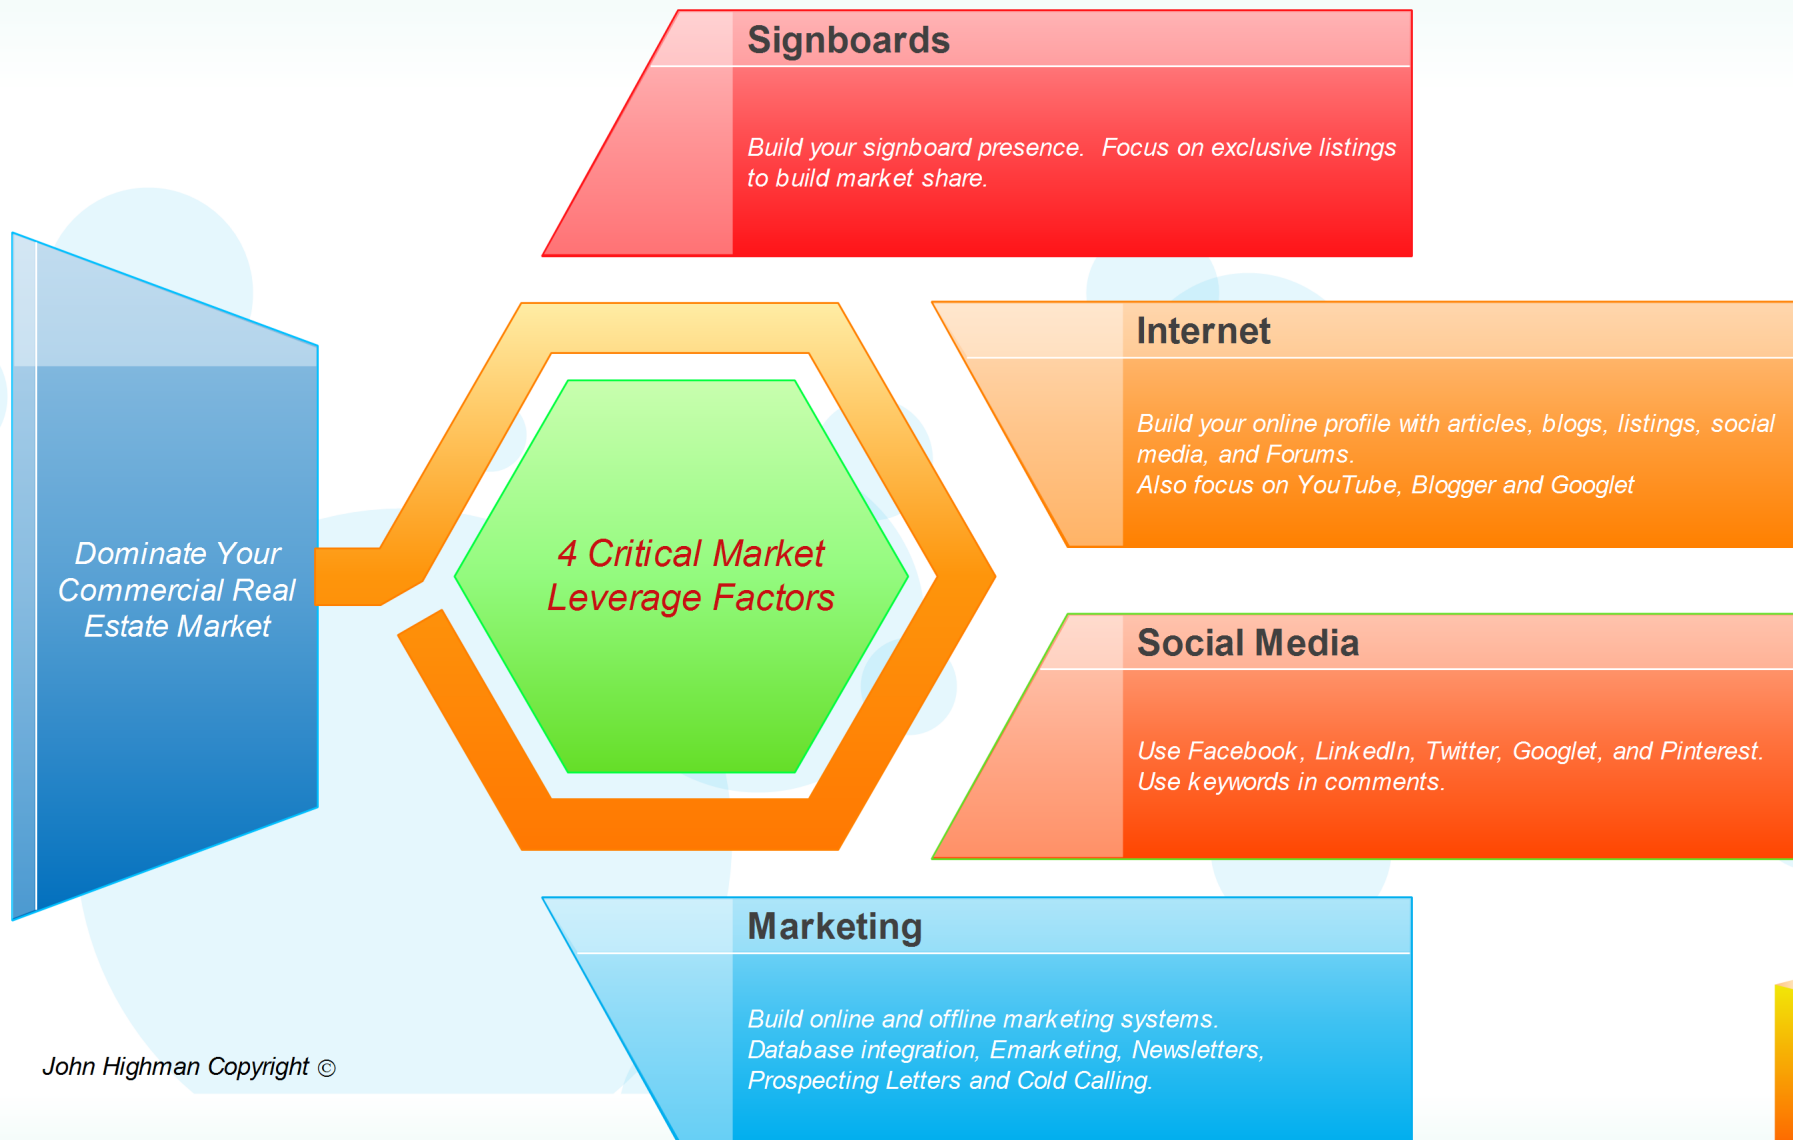 Signboards
Build your signboard presence.  Focus on exclusive listings
to build market share.
Internet
Build your online profile with articles, blogs, listings, social
media, and Forums.
Also focus on YouTube, Blogger and Googlet
Dominate Your
Commercial Real
Estate Market
4 Critical Market
Leverage Factors
Social Media
Use Facebook, LinkedIn, Twitter, Googlet, and Pinterest.
Use keywords in comments.
Marketing
Build online and offline marketing systems.
Database integration, Emarketing, Newsletters,
Prospecting Letters and Cold Calling.
John Highman Copyright ©